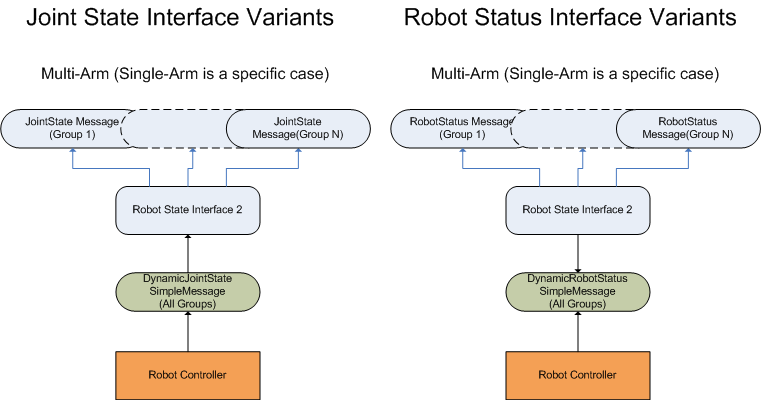 Joint State Interface Variants
Robot Status Interface Variants
Multi-Arm (Single-Arm is a specific case)
Multi-Arm (Single-Arm is a specific case)
JointState Message
(Group 1)
JointState
Message(Group N)
RobotStatus Message
(Group 1)
RobotStatus
Message(Group N)
Robot State Interface 2
Robot State Interface 2
DynamicJointState
SimpleMessage
(All Groups)
DynamicRobotStatus
SimpleMessage
(All Groups)
Robot Controller
Robot Controller